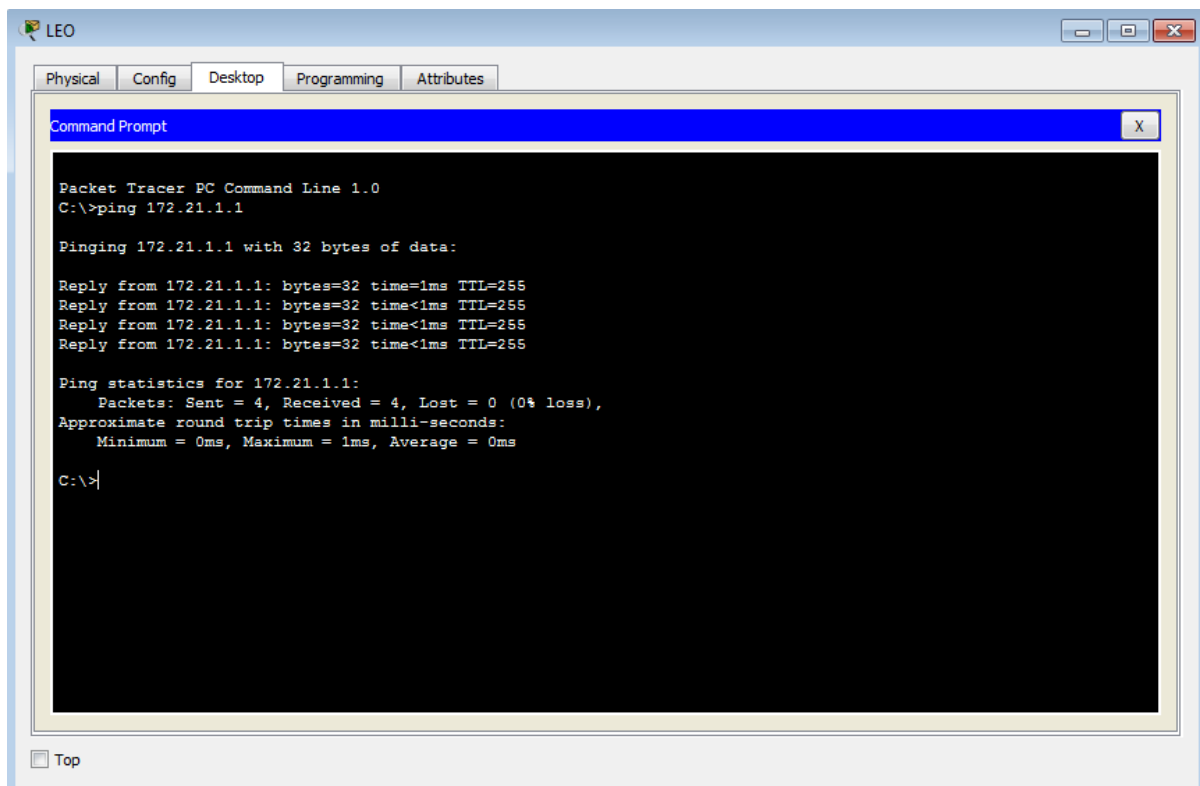 LEO
Physical Config Desktop Programming Attributes
Command Prompt X
Packet Tracer PC Command Line 1.0
C:\>ping 172.21.1.1
Pinging 172.21.1.1 with 32 bytes of data:
Reply from 172.21.1.1: bytes=32 time=1ms TTL=255
Reply from 172.21.1.1: bytes=32 time<1ms TTL=255
Reply from 172.21.1.1: bytes=32 time<1ms TTL=255
Reply from 172.21.1.1: bytes=32 time<1ms TTL=255
Ping statistics for 172.21.1.1:
    Packets: Sent = 4, Received = 4, Lost = 0 (0% loss),
Approximate round trip times in milli-seconds:
    Minimum = 0ms, Maximum = 1ms, Average = 0ms
C:\>
Top